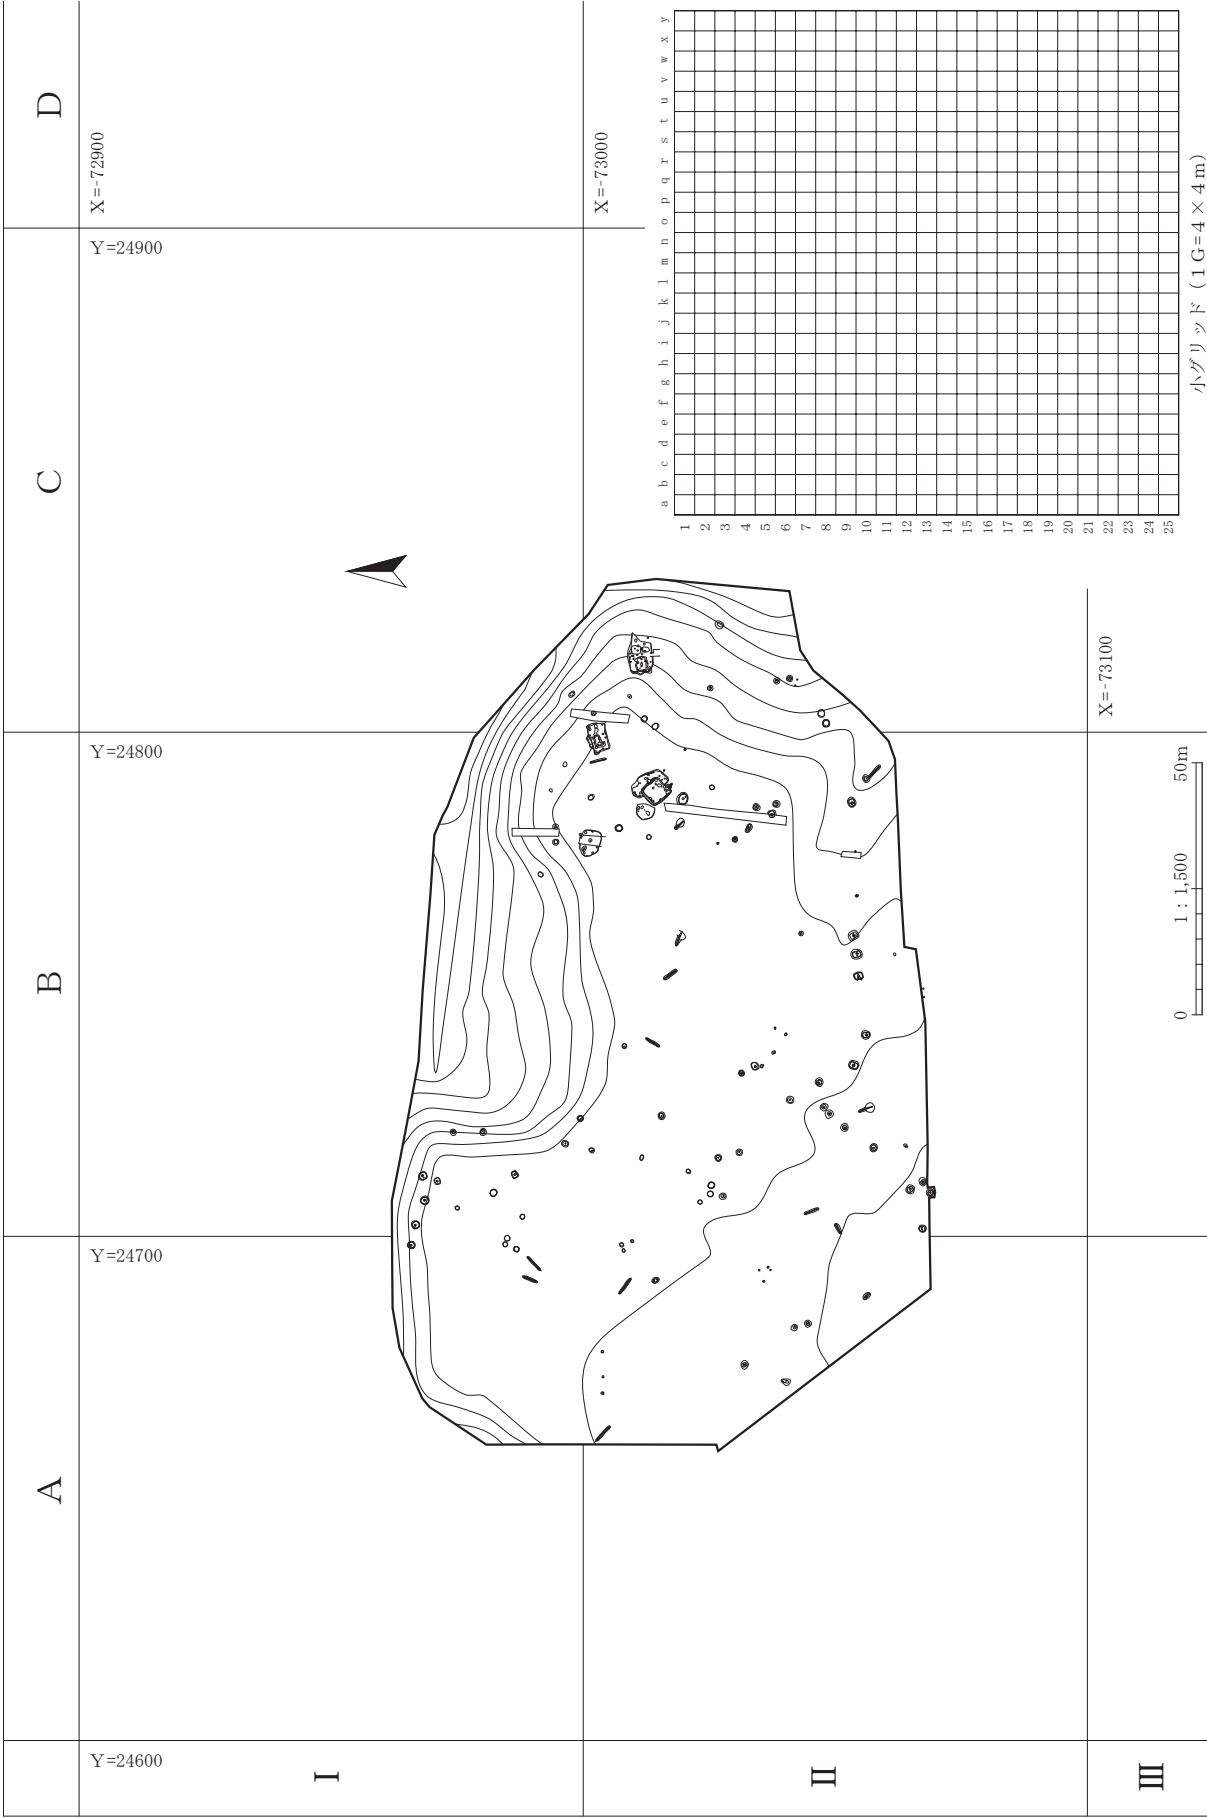 A
B
C
D
Y=24600
Y=24700
Y=24800
Y=24900
X=-72900
X=-73000
X=-73100
I
II
III
a b c d e f g h i j k l m n o p q r s t u v w x y
1
2
3
4
5
6
7
8
9
10
11
12
13
14
15
16
17
18
19
20
21
22
23
24
25
小グリッド（1G=4×4m）
0 1:1,500 50m